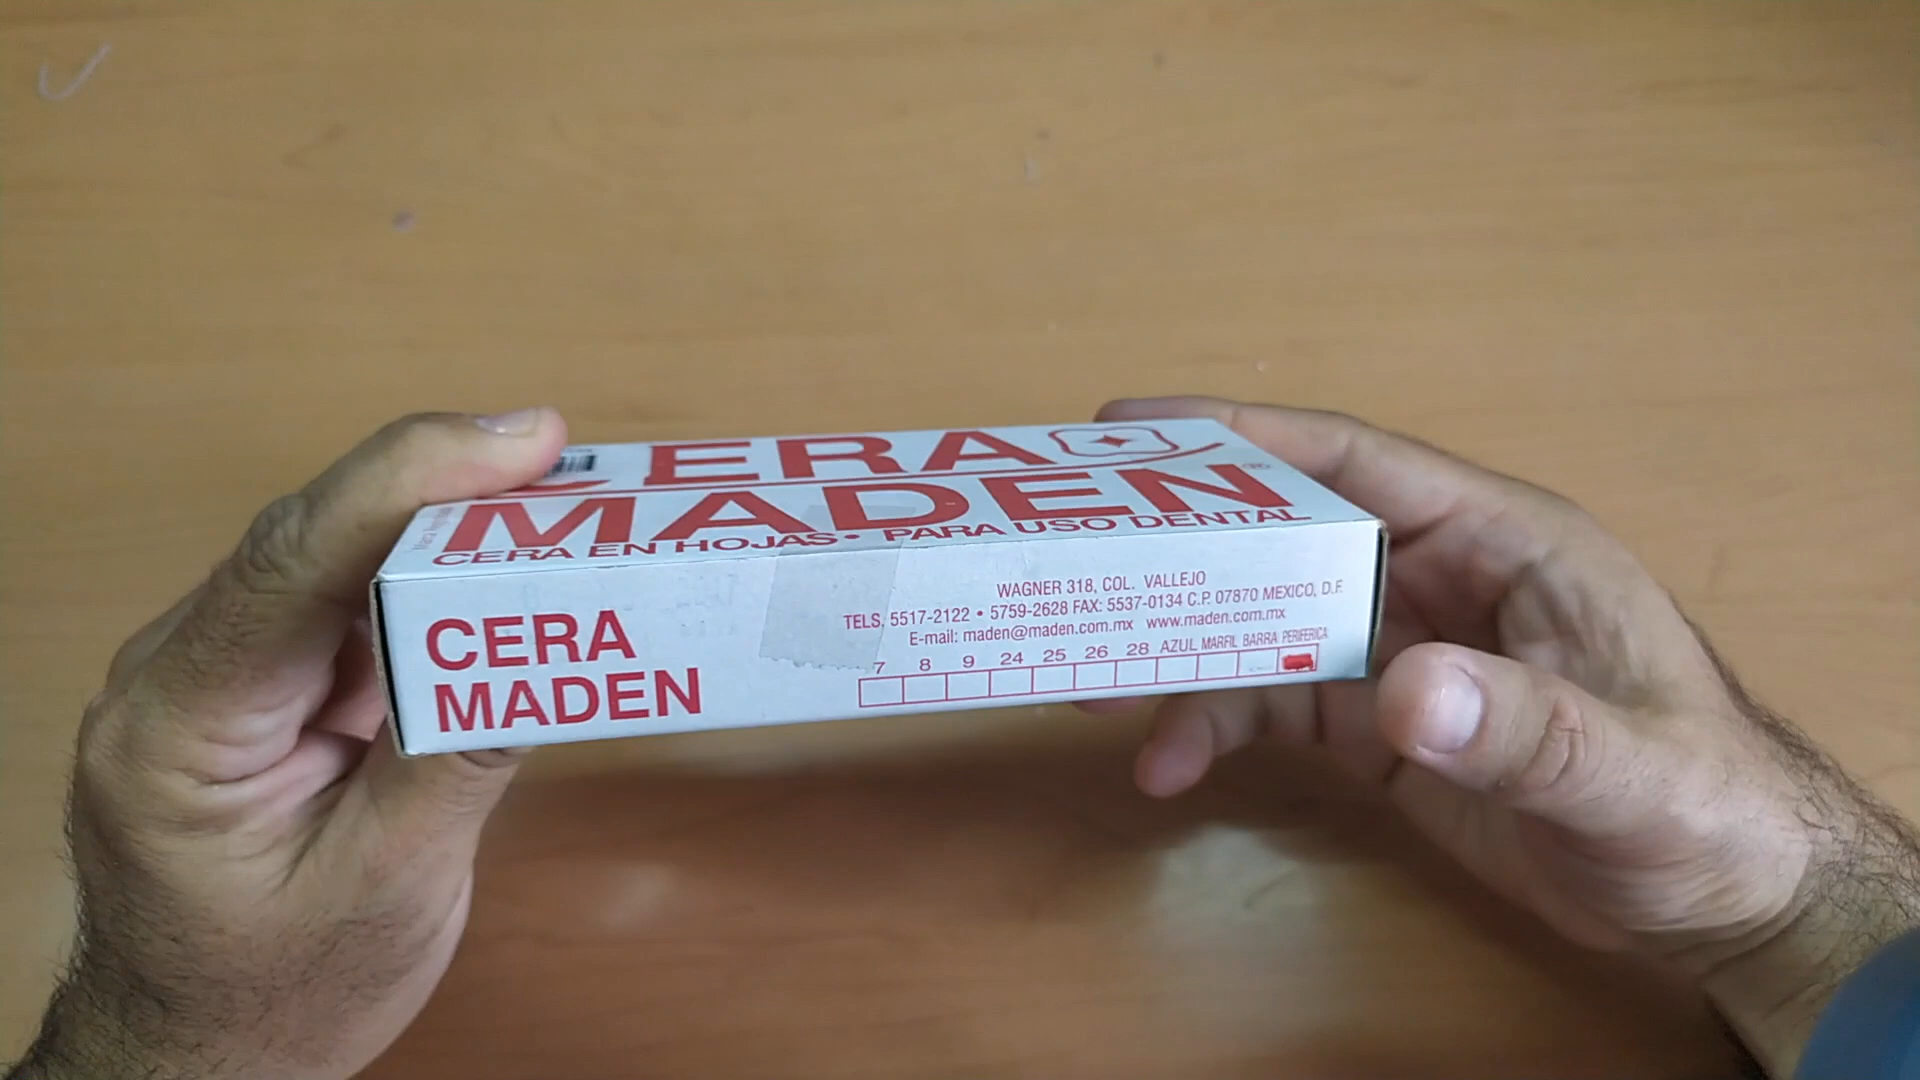 CERA
MADEN®
CERA EN HOJAS • PARA USO DENTAL
CERA
MADEN
WAGNER 318, COL. VALLEJO
TELS. 5517-2122 • 5759-2628 FAX: 5537-0134 C.P. 07870 MEXICO, D.F.
E-mail: maden@maden.com.mx www.maden.com.mx
7 8 9 24 25 26 28 AZUL MARFIL BARRA PERIFERICA